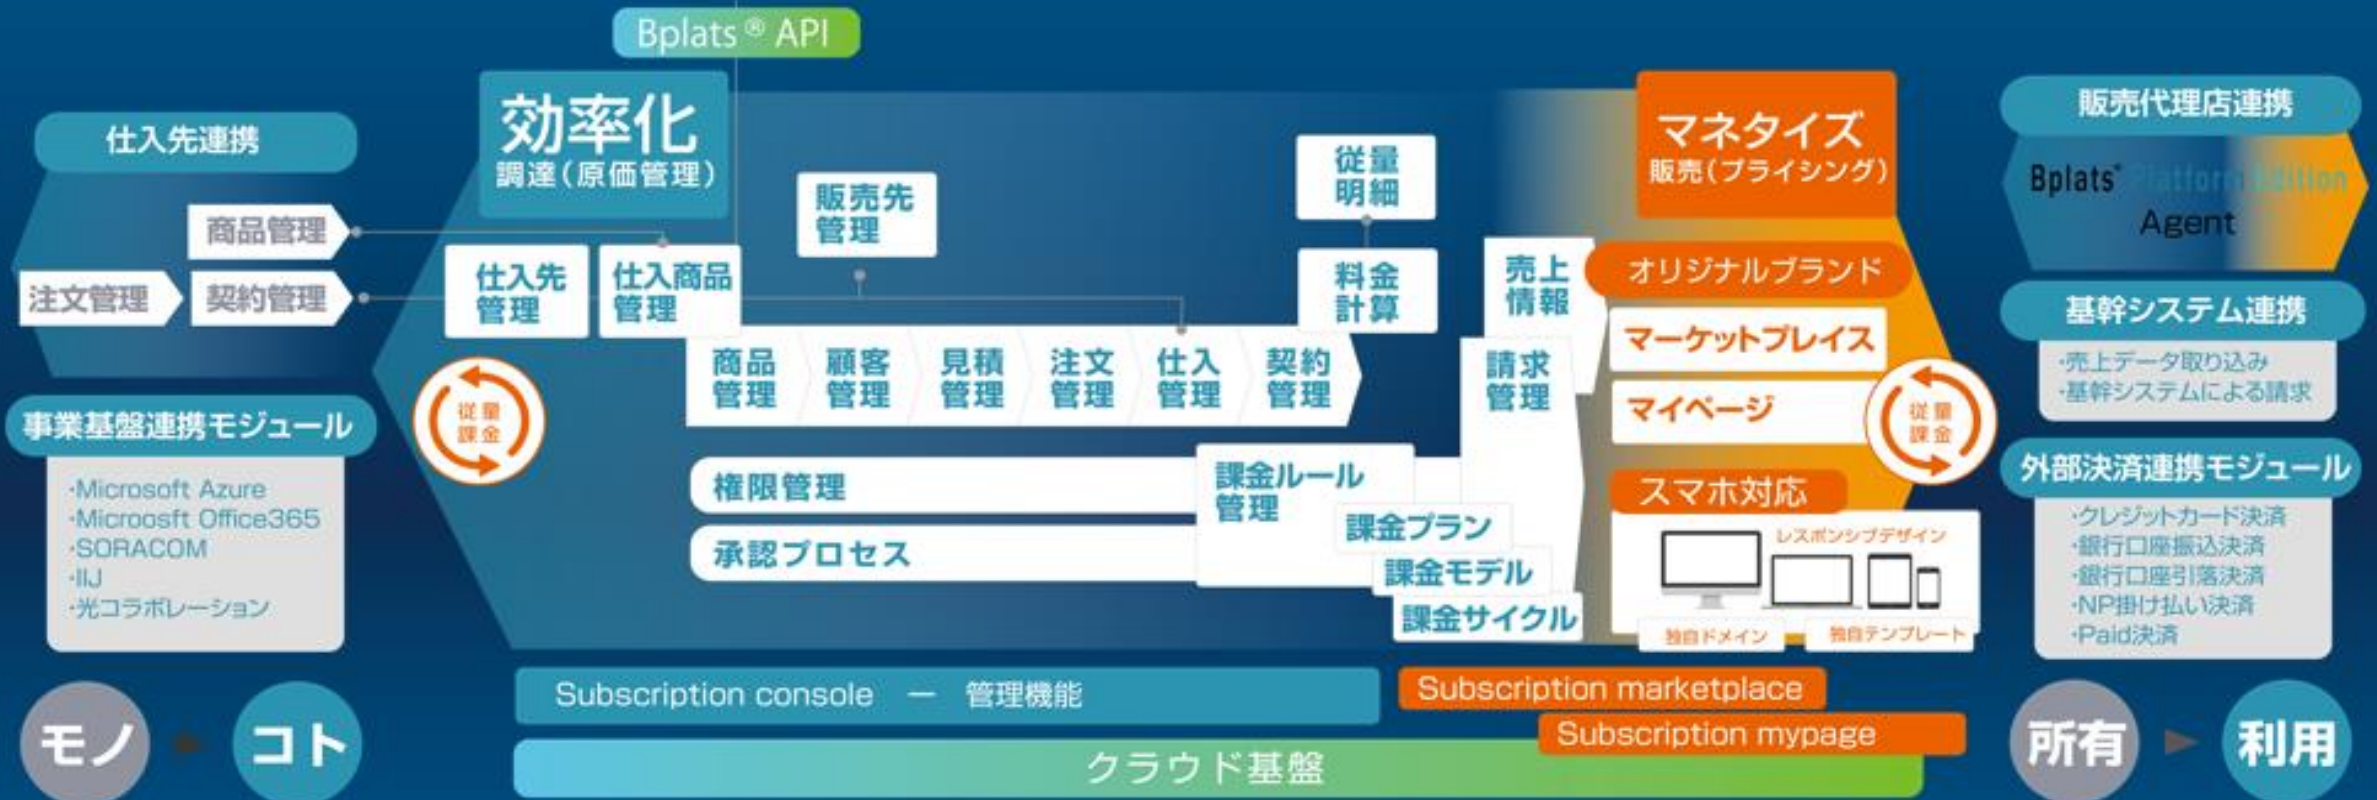 Bplats® API
仕入先連携
商品管理
注文管理
契約管理
事業基盤連携モジュール
・Microsoft Azure
・Microosft Office365
・SORACOM
・IIJ
・光コラボレーション
モノ
コト
効率化
調達(原価管理)
仕入先
管理
仕入商品
管理
従量
課金
販売先
管理
従量
明細
料金
計算
商品
管理
顧客
管理
見積
管理
注文
管理
仕入
管理
契約
管理
権限管理
承認プロセス
課金ルール
管理
課金プラン
課金モデル
課金サイクル
売上
情報
請求
管理
マネタイズ
販売(プライシング)
オリジナルブランド
マーケットプレイス
マイページ
従量
課金
スマホ対応
レスポンシブデザイン
独自ドメイン
独自テンプレート
Subscription console ー 管理機能
Subscription marketplace
Subscription mypage
クラウド基盤
販売代理店連携
Bplats® Platform Edition
Agent
基幹システム連携
・売上データ取り込み
・基幹システムによる請求
外部決済連携モジュール
・クレジットカード決済
・銀行口座振込決済
・銀行口座引落決済
・NP掛け払い決済
・Paid決済
所有
利用